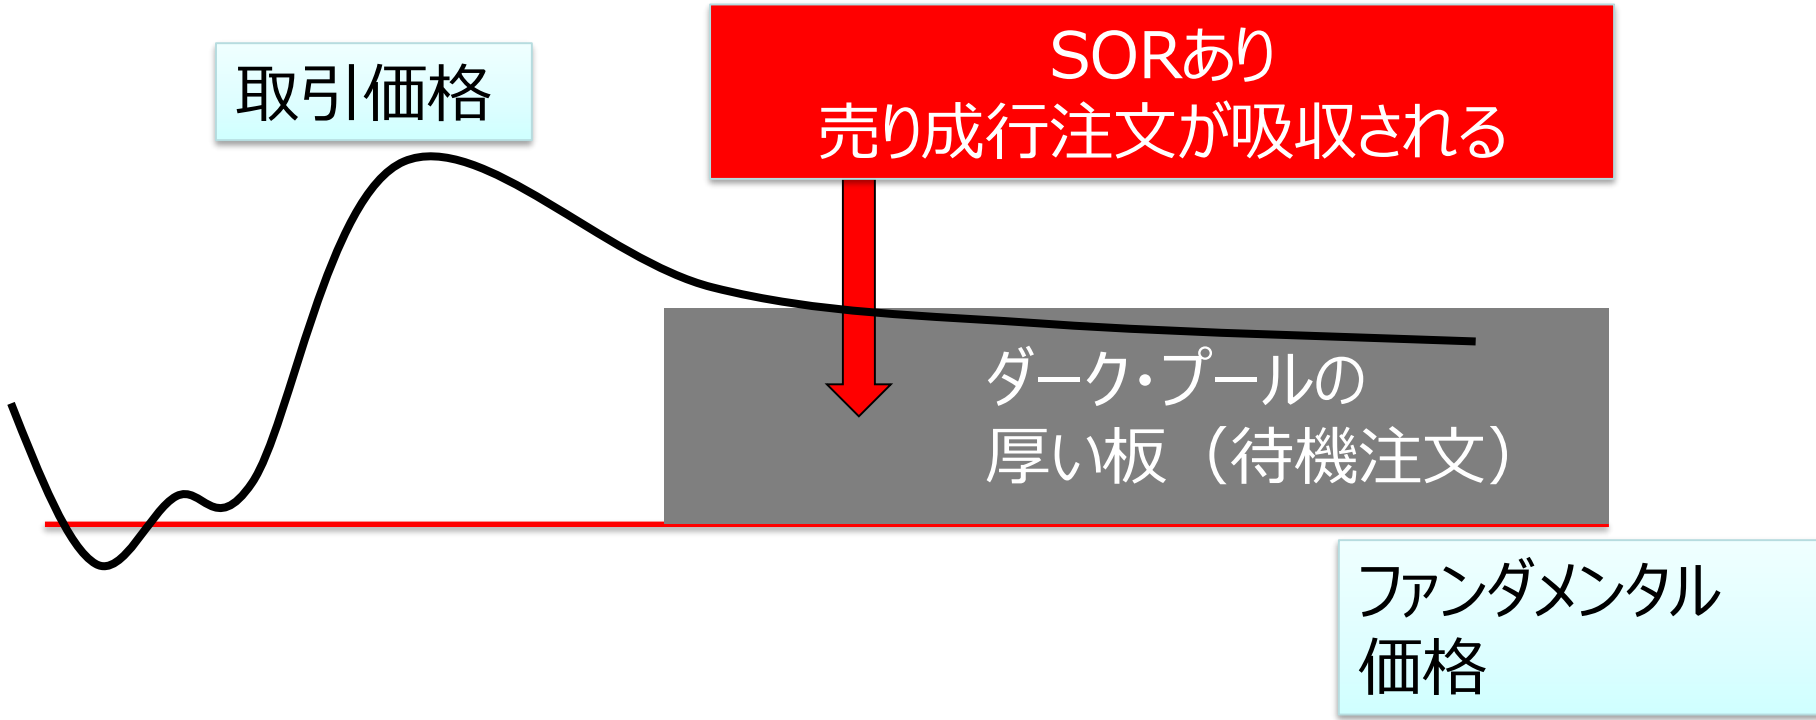 取引価格
SORあり
売り成行注文が吸収される
ダーク・プールの
厚い板（待機注文）
ファンダメンタル
価格